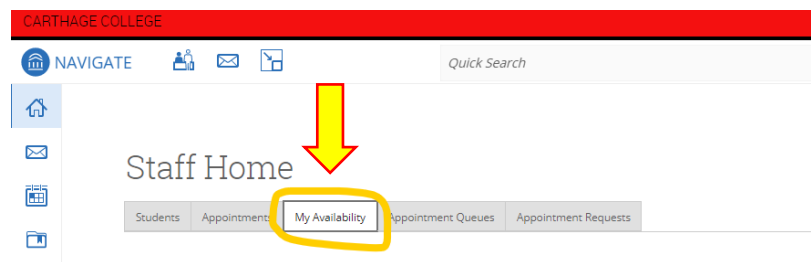 CARTHAGE COLLEGE
NAVIGATE Quick Search
Staff Home
Students Appointments My Availability Appointment Queues Appointment Requests